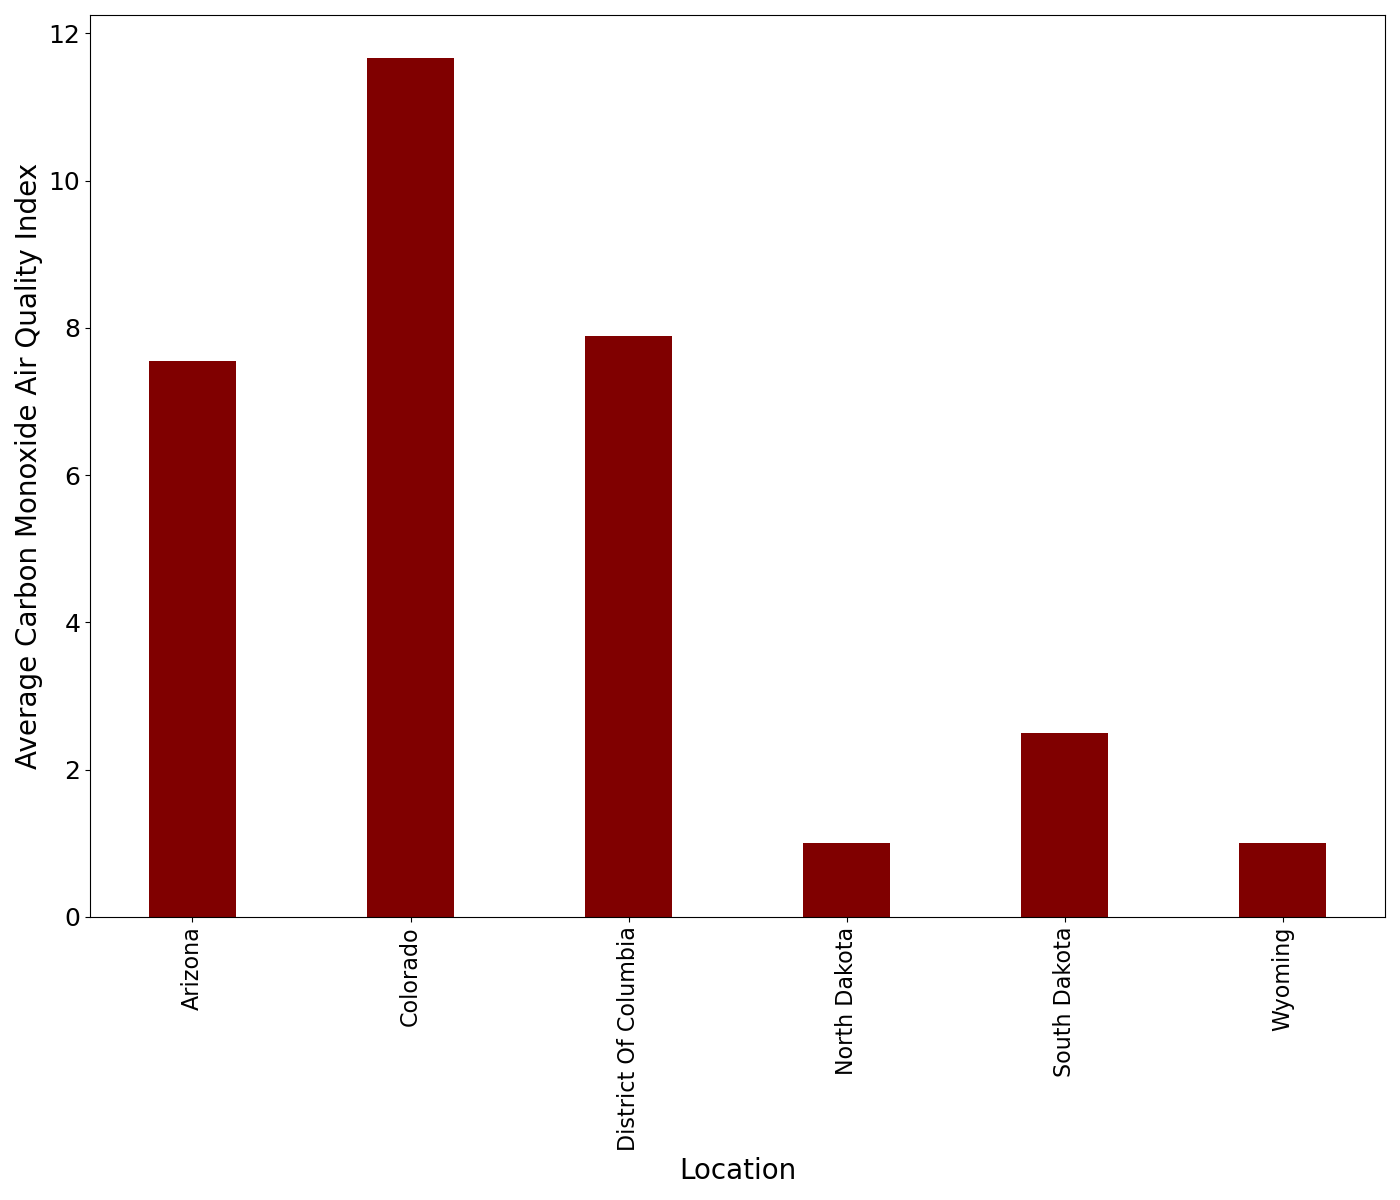 Average Carbon Monoxide Air Quality Index
12
10
8
6
4
2
0
Arizona
Colorado
District Of Columbia
North Dakota
South Dakota
Wyoming
Location